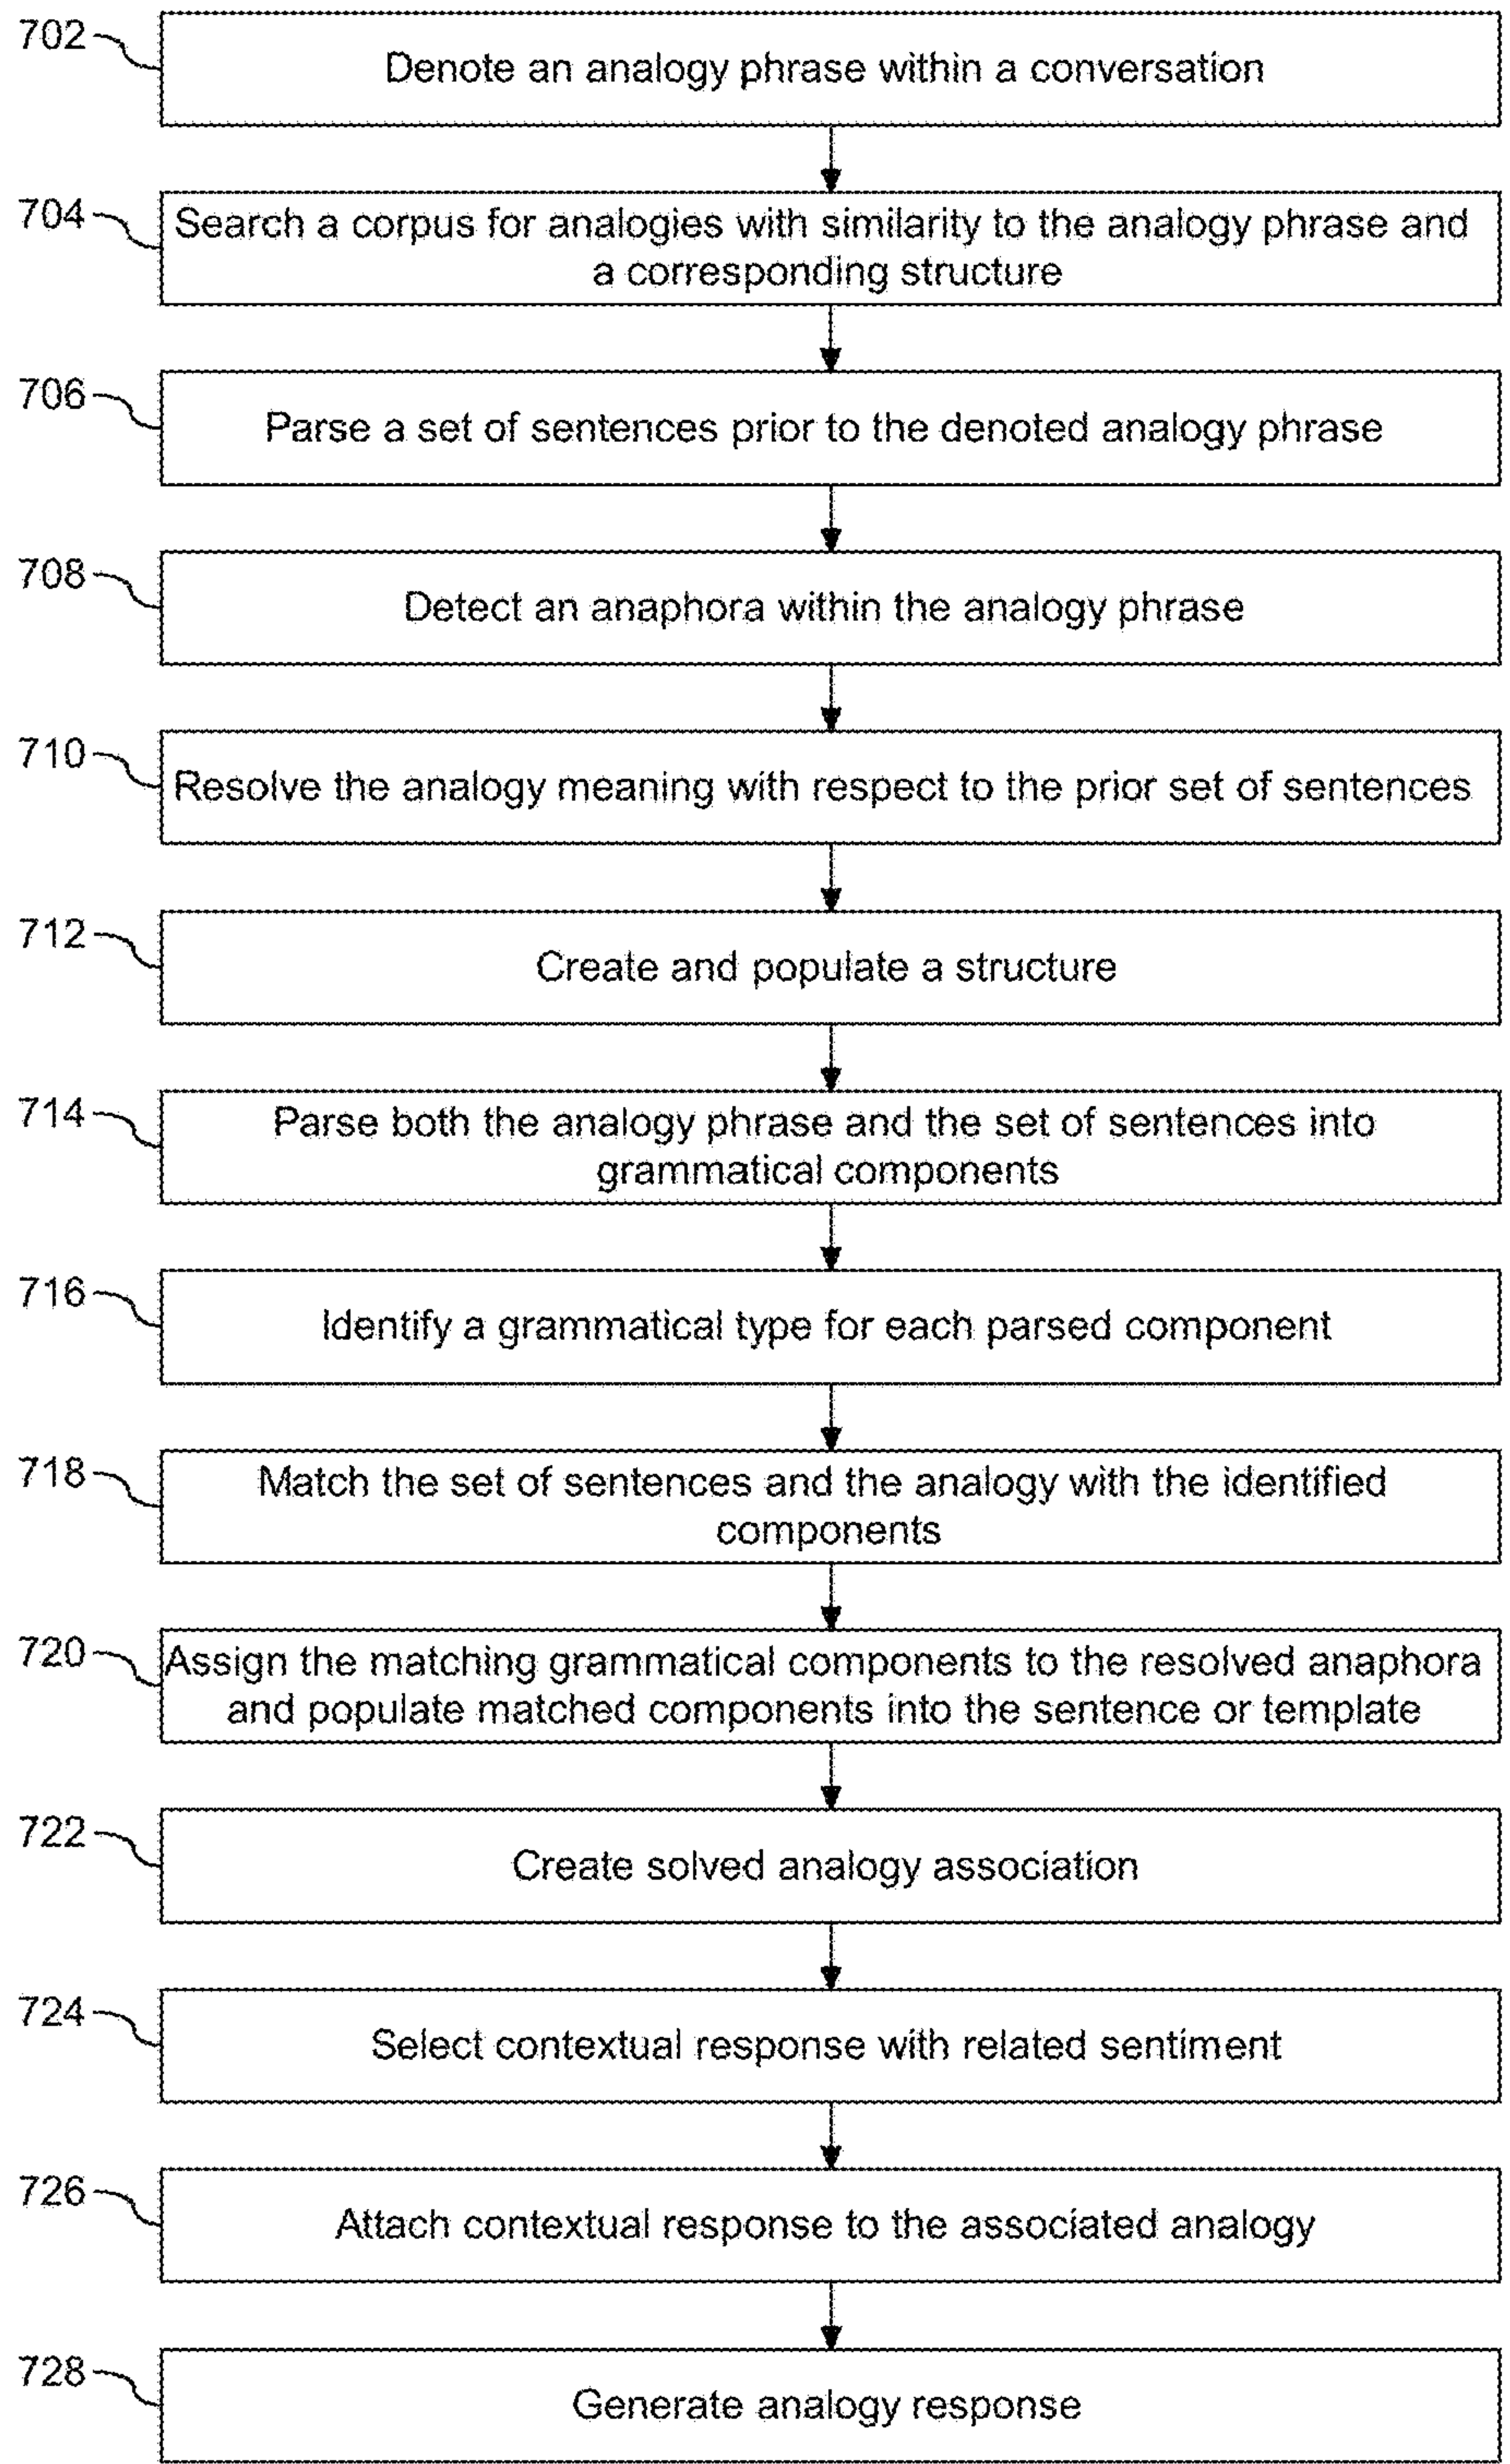 702
Denote an analogy phrase within a conversation
704
Search a corpus for analogies with similarity to the analogy phrase and
a corresponding structure
706
Parse a set of sentences prior to the denoted analogy phrase
708
Detect an anaphora within the analogy phrase
710
Resolve the analogy meaning with respect to the prior set of sentences
712
Create and populate a structure
714
Parse both the analogy phrase and the set of sentences into
grammatical components
716
Identify a grammatical type for each parsed component
718
Match the set of sentences and the analogy with the identified
components
720
Assign the matching grammatical components to the resolved anaphora
and populate matched components into the sentence or template
722
Create solved analogy association
724
Select contextual response with related sentiment
726
Attach contextual response to the associated analogy
728
Generate analogy response